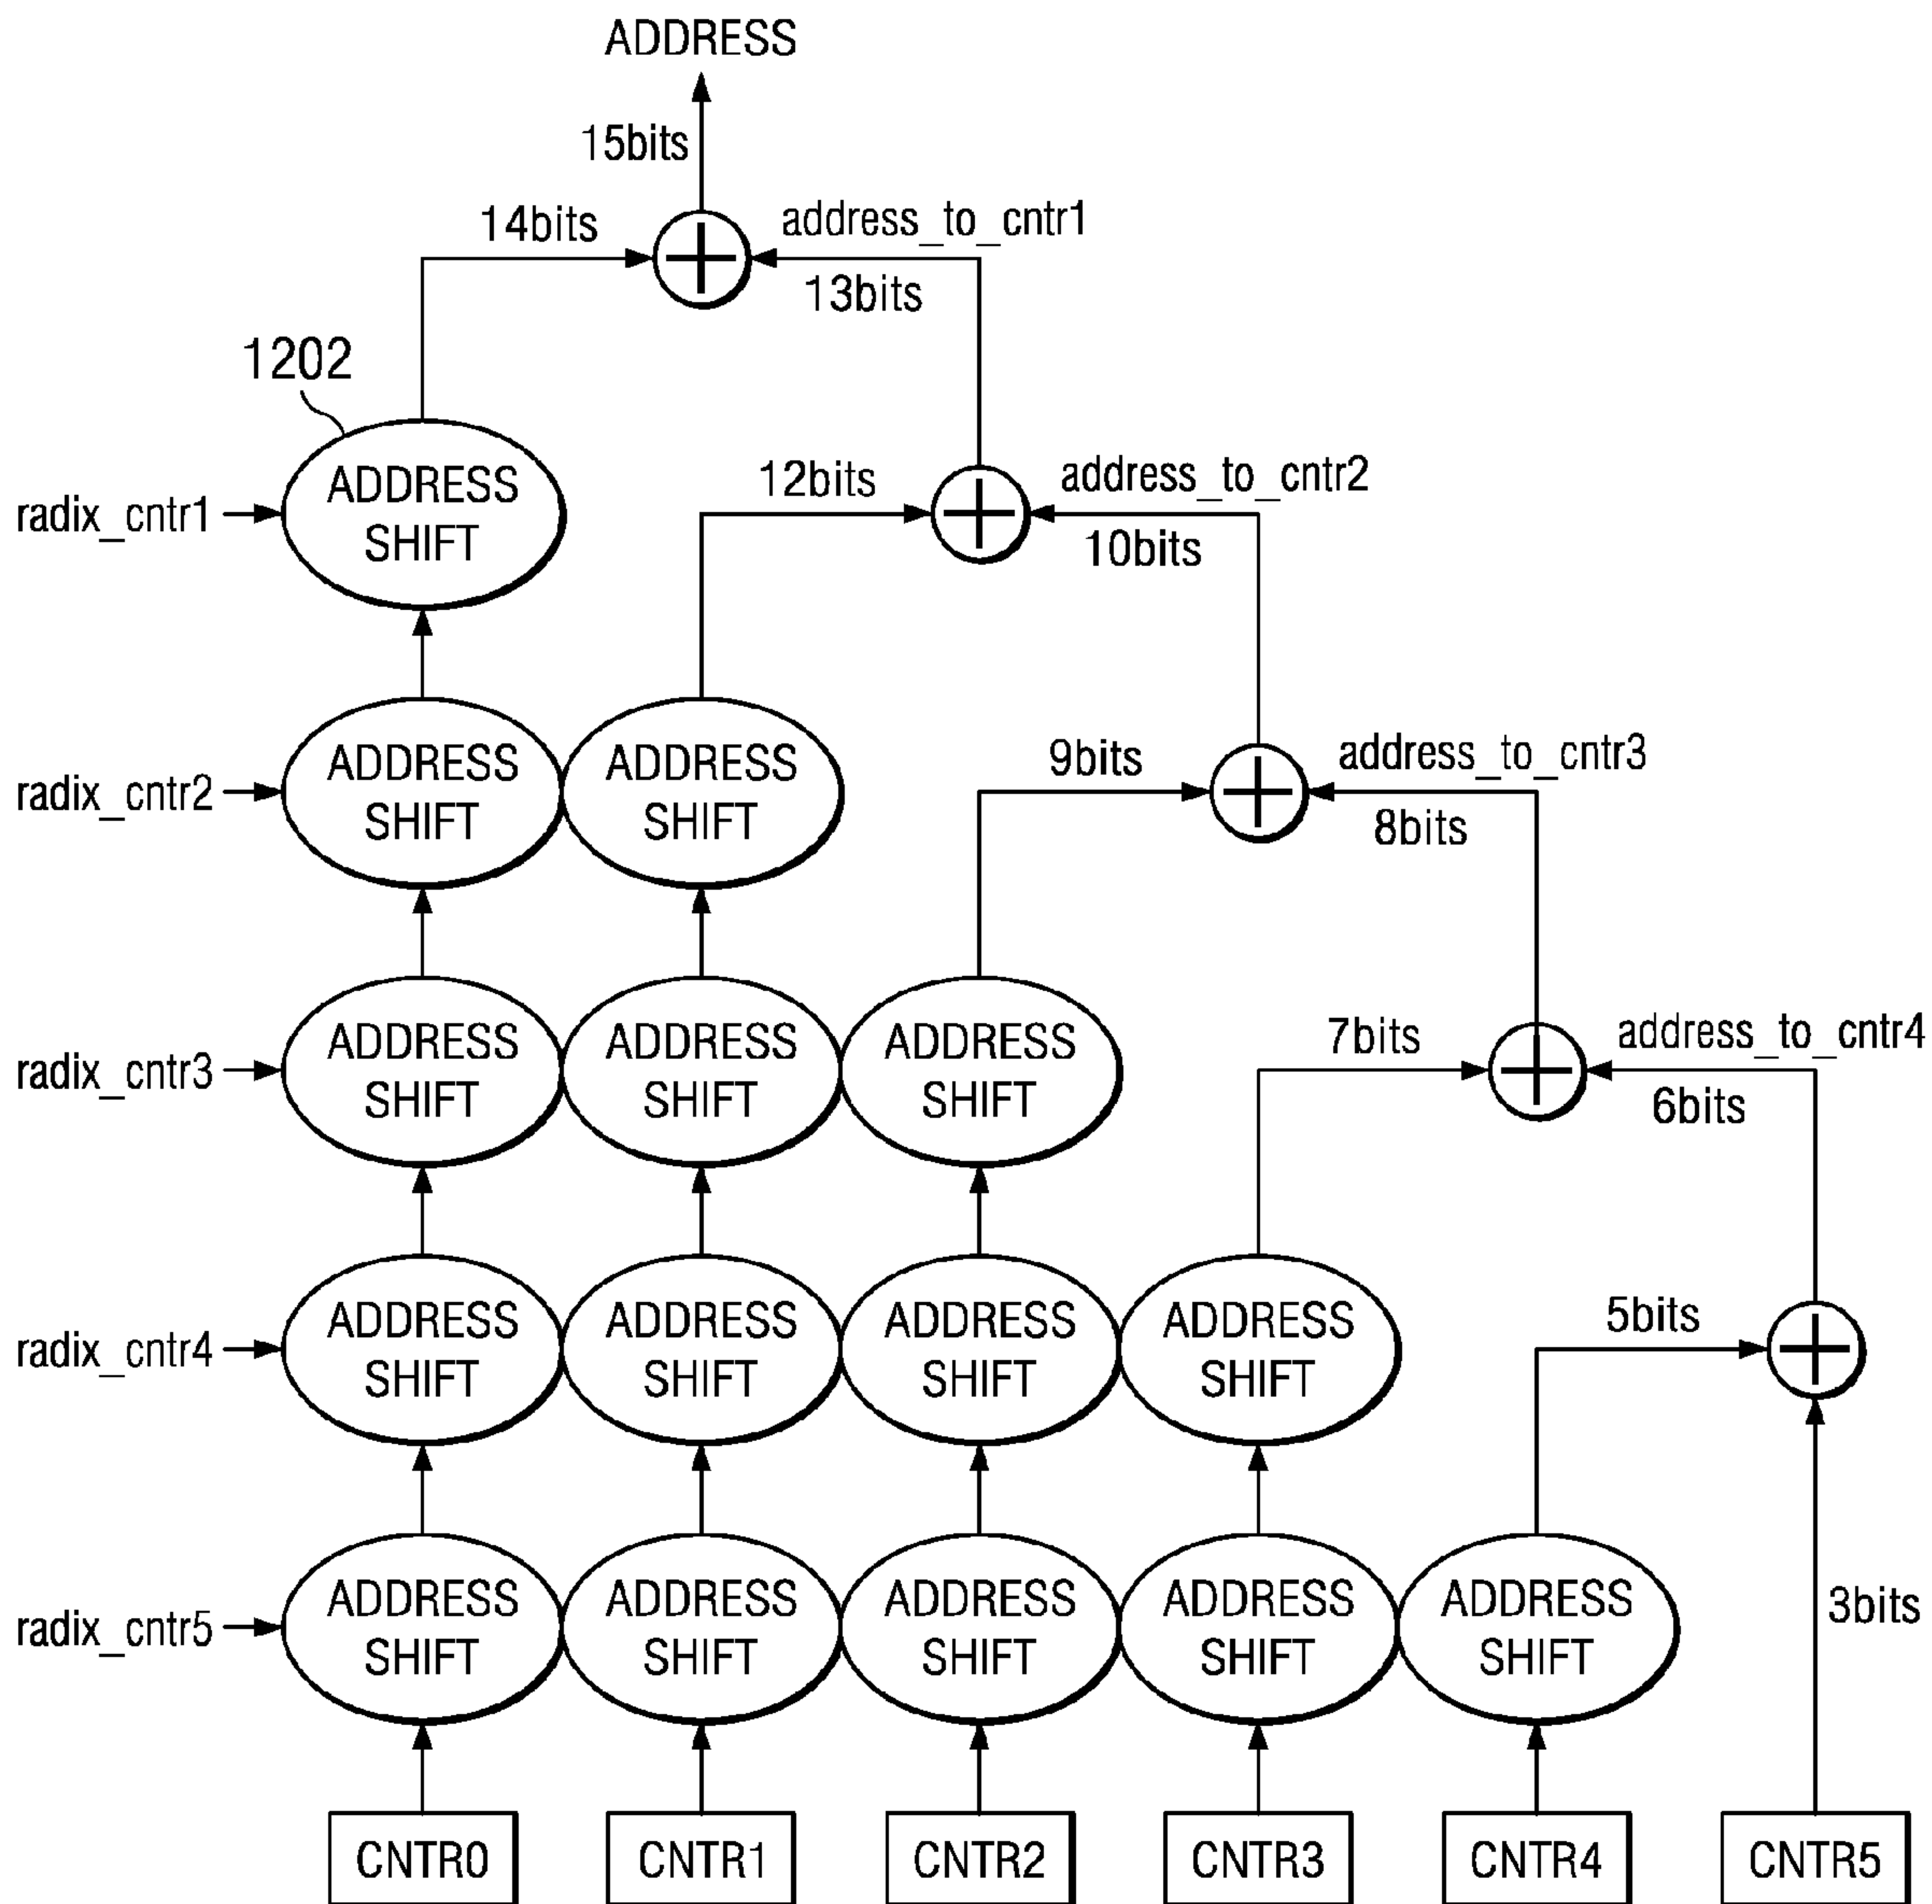 ADDRESS
15bits
14bits
address_to_cntr1
13bits
1202
ADDRESS
SHIFT
radix_cntr1
12bits
address_to_cntr2
10bits
ADDRESS
SHIFT
ADDRESS
SHIFT
radix_cntr2
9bits
address_to_cntr3
8bits
ADDRESS
SHIFT
ADDRESS
SHIFT
ADDRESS
SHIFT
radix_cntr3
7bits
address_to_cntr4
6bits
ADDRESS
SHIFT
ADDRESS
SHIFT
ADDRESS
SHIFT
ADDRESS
SHIFT
radix_cntr4
5bits
ADDRESS
SHIFT
ADDRESS
SHIFT
ADDRESS
SHIFT
ADDRESS
SHIFT
ADDRESS
SHIFT
radix_cntr5
3bits
CNTR0
CNTR1
CNTR2
CNTR3
CNTR4
CNTR5